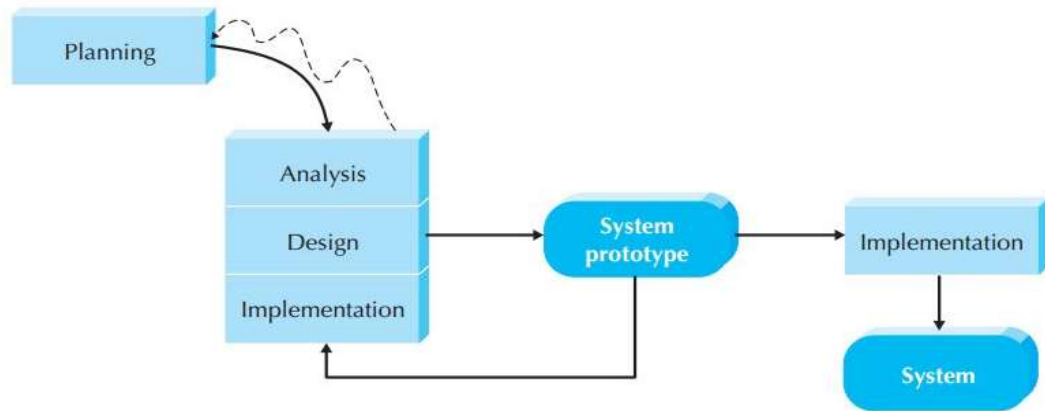 Planning
Analysis
Design
Implementation
System
prototype
Implementation
System